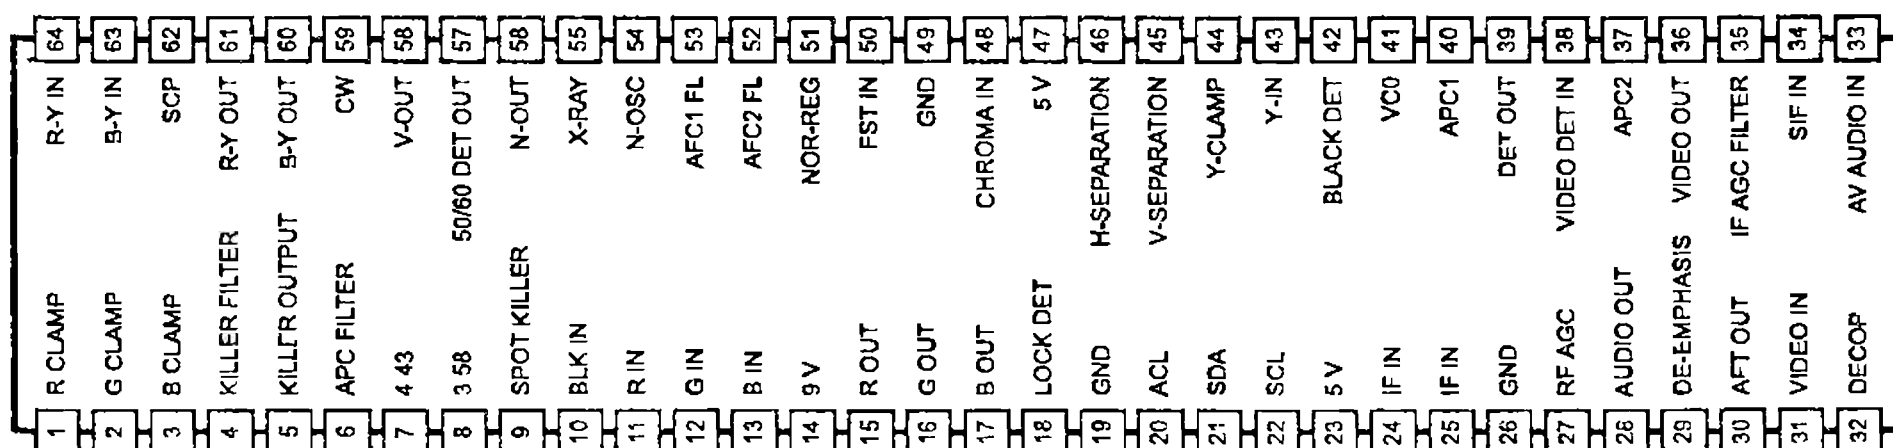 1 R CLAMP R-Y IN 64
2 G CLAMP B-Y IN 63
3 B CLAMP SCP 62
4 KILLER FILTER R-Y OUT 61
5 KILLER OUTPUT B-Y OUT 60
6 APC FILTER CW 59
7 4 43 V-OUT 58
8 3 58 50/60 DET OUT 57
9 SPOT KILLER N-OUT 58
10 BLK IN X-RAY 55
11 R IN N-OSC 54
12 G IN AFC1 FL 53
13 B IN AFC2 FL 52
14 9 V NOR-REG 51
15 R OUT FST IN 50
16 G OUT GND 49
17 B OUT CHROMA IN 48
18 LOCK DET 5 V 47
19 GND H-SEPARATION 46
20 ACL V-SEPARATION 45
21 SDA Y-CLAMP 44
22 SCL Y-IN 43
23 5 V BLACK DET 42
24 IF IN VC0 41
25 IF IN APC1 40
26 GND DET OUT 39
27 RF AGC VIDEO DET IN 38
28 AUDIO OUT APC2 37
29 DE-EMPHASIS VIDEO OUT 36
30 AFT OUT IF AGC FILTER 35
31 VIDEO IN SIF IN 34
32 DECOP AV AUDIO IN 33